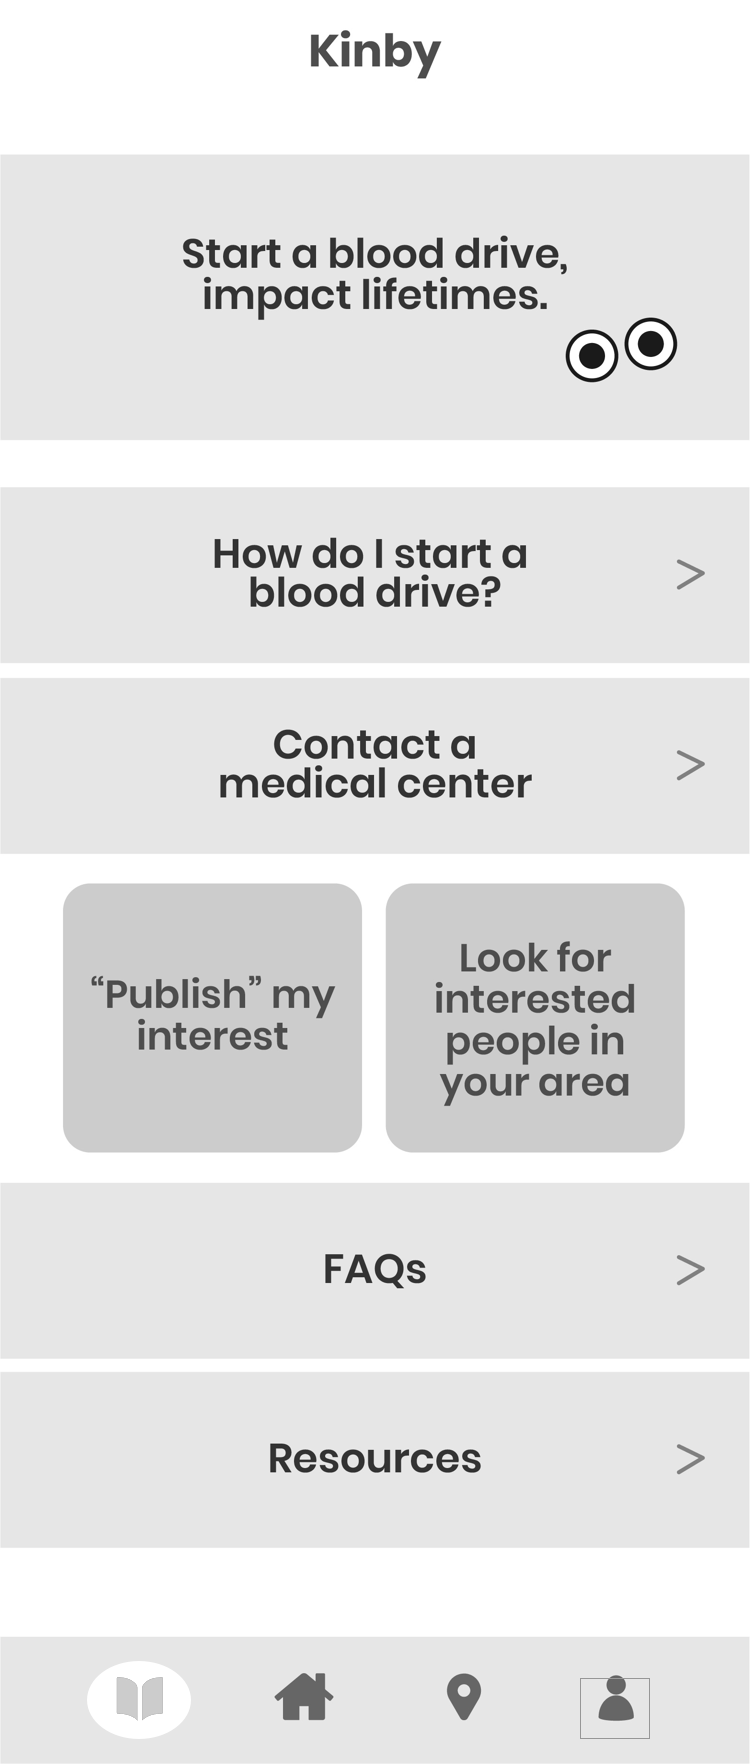 Kinby
Start a blood drive,
impact lifetimes.
How do I start a
blood drive?
>
Contact a
medical center
>
“Publish” my
interest
Look for
interested
people in
your area
FAQs
>
Resources
>